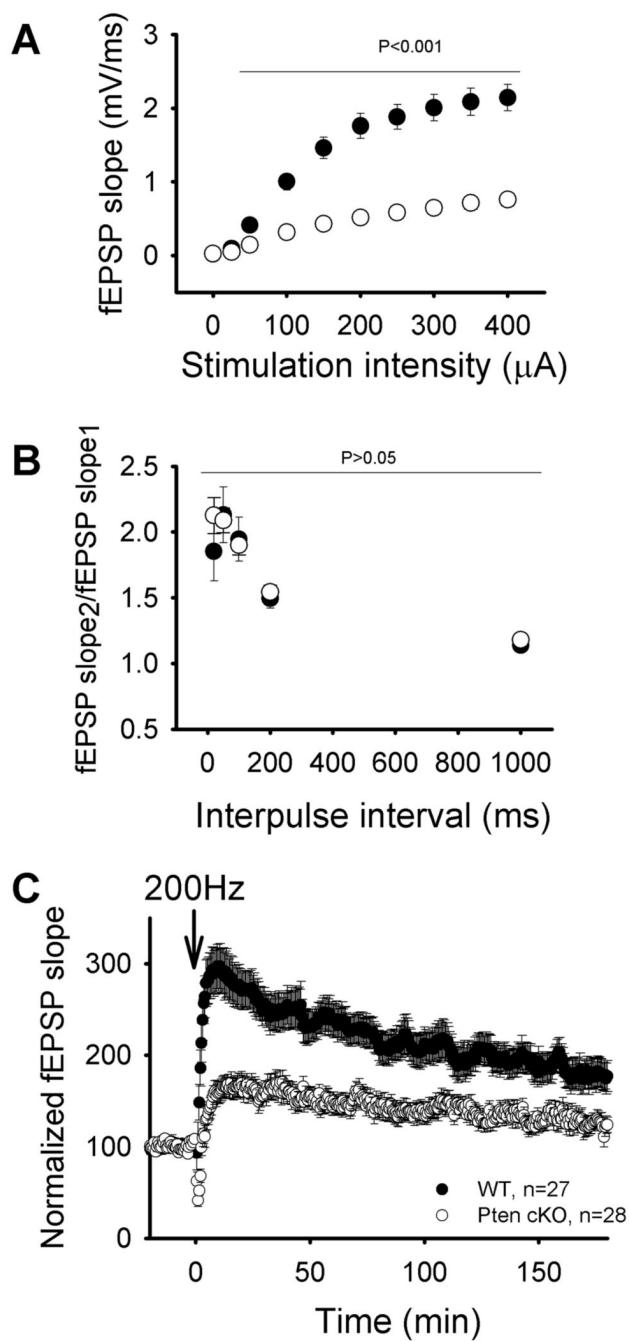 A
fEPSP slope (mV/ms)
P<0.001
3
2
1
0
0 100 200 300 400
Stimulation intensity (µA)
B
fEPSP slope2/fEPSP slope1
P>0.05
2.5
2.0
1.5
1.0
0.5
0 200 400 600 800 1000
Interpulse interval (ms)
C
200Hz
Normalized fEPSP slope
300
200
100
0
WT, n=27
Pten cKO, n=28
0 50 100 150
Time (min)